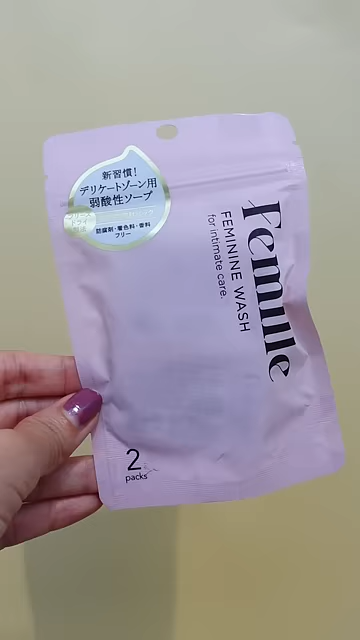 新習慣!
デリケートゾーン用
弱酸性ソープ
防腐剤・着色料・香料
フリー
Femille
FEMININE WASH
for intimate care.
2
packs